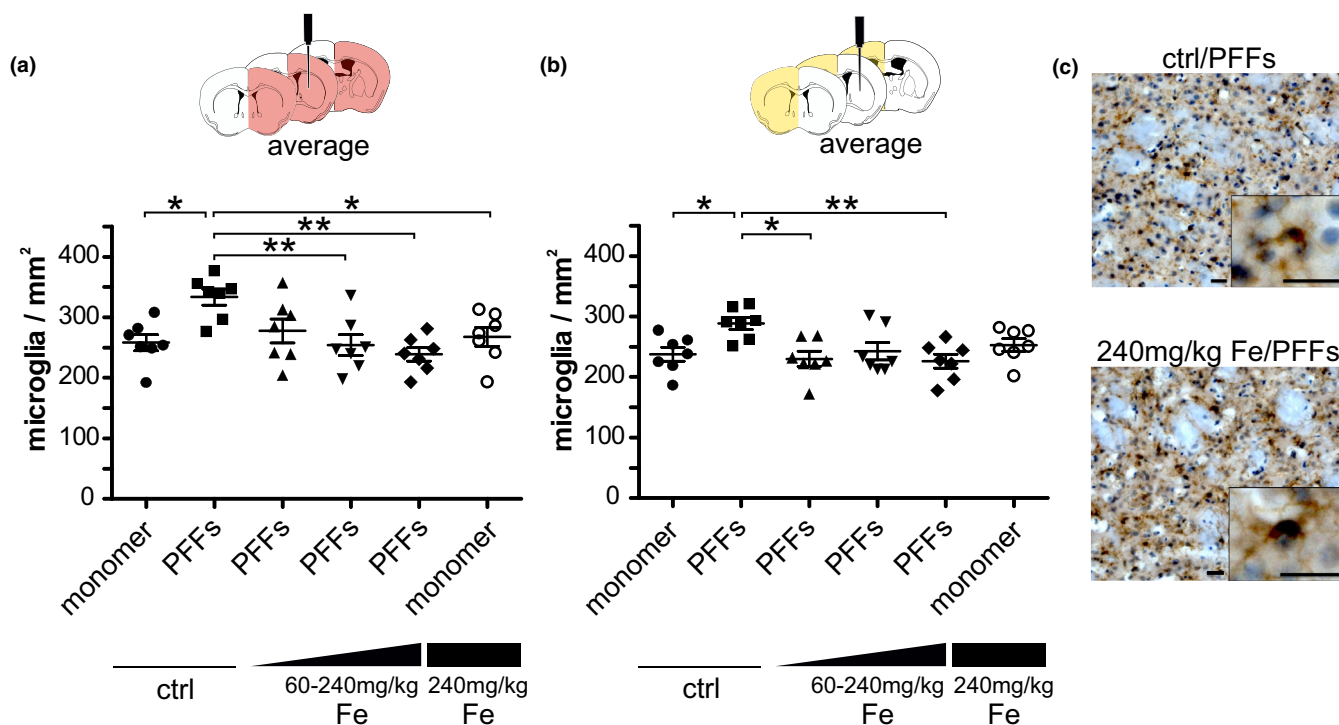 (a)
average
*
*
**
**
microglia / mm²
400
300
200
100
0
monomer
PFFs
PFFs
PFFs
PFFs
monomer
ctrl
60-240mg/kg
Fe
240mg/kg
Fe
(b)
average
*
**
*
microglia / mm²
400
300
200
100
0
monomer
PFFs
PFFs
PFFs
PFFs
monomer
ctrl
60-240mg/kg
Fe
240mg/kg
Fe
(c)
ctrl/PFFs
240mg/kg Fe/PFFs